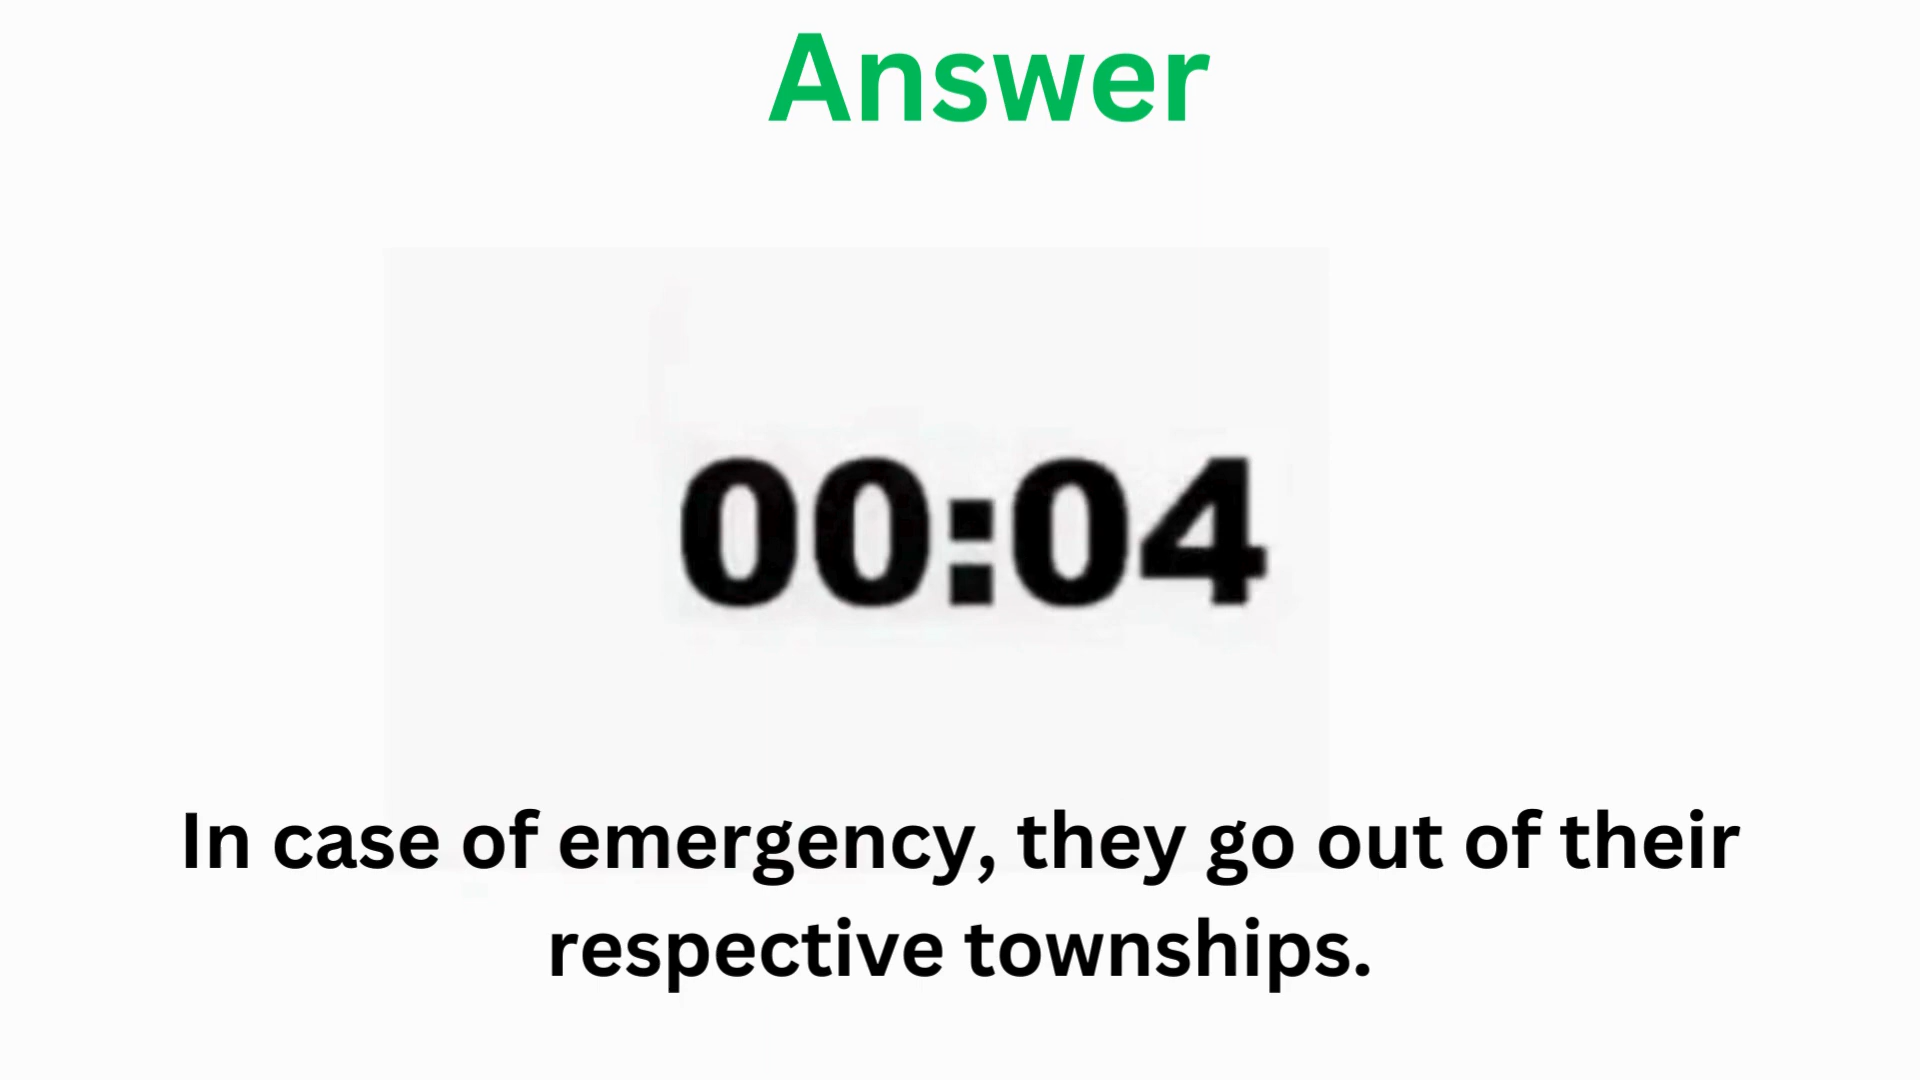 Answer
00:04
In case of emergency, they go out of their
respective townships.